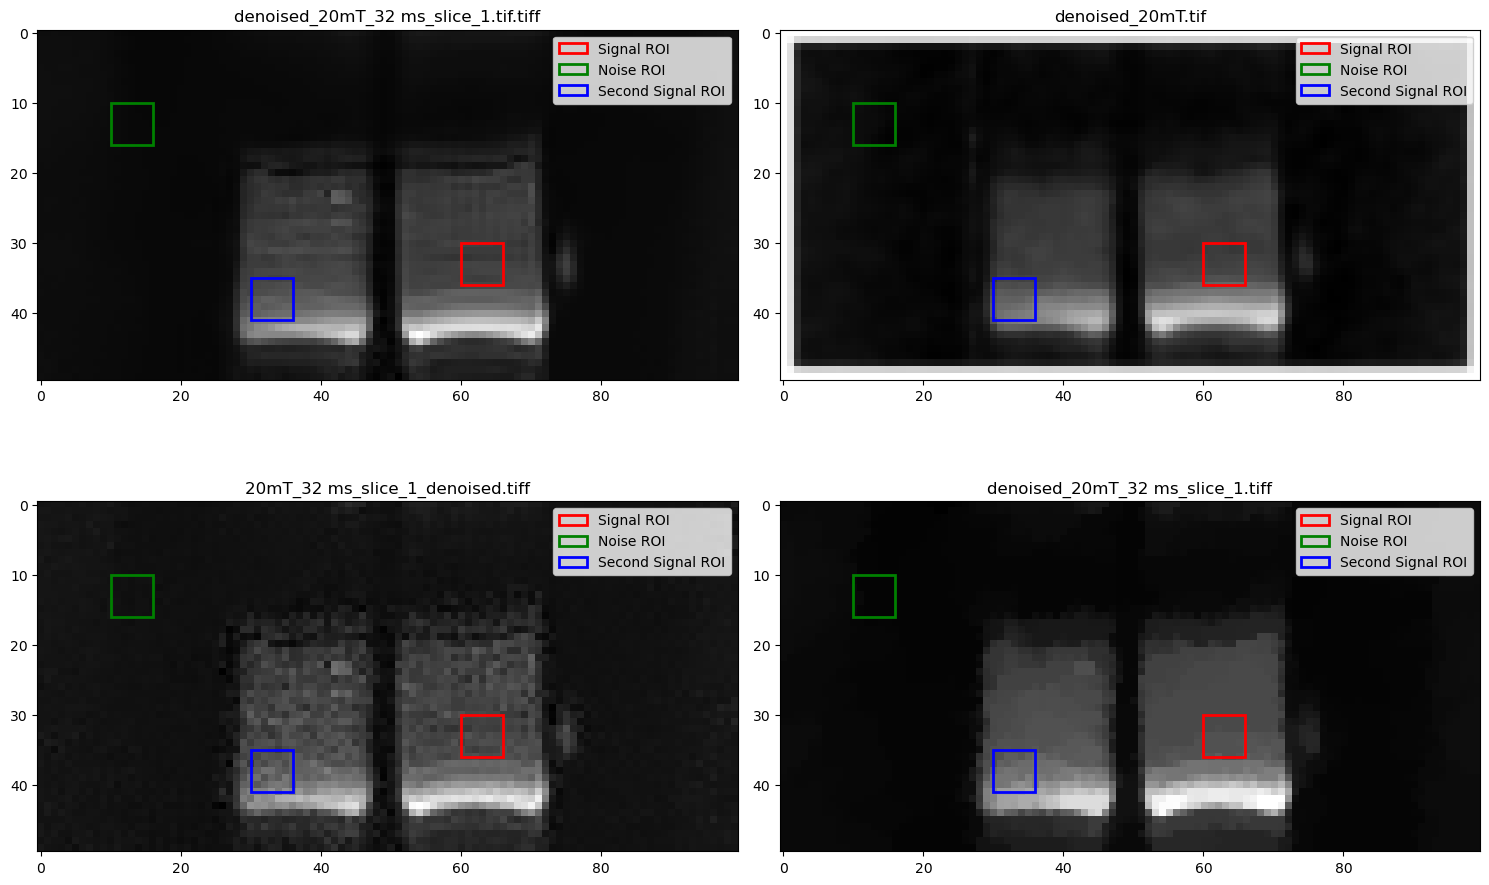 denoised_20mT_32 ms_slice_1.tif.tiff
0
10
20
30
40
0
20
40
60
80
Signal ROI
Noise ROI
Second Signal ROI
denoised_20mT.tif
0
10
20
30
40
0
20
40
60
80
Signal ROI
Noise ROI
Second Signal ROI
20mT_32 ms_slice_1_denoised.tiff
0
10
20
30
40
0
20
40
60
80
Signal ROI
Noise ROI
Second Signal ROI
denoised_20mT_32 ms_slice_1.tiff
0
10
20
30
40
0
20
40
60
80
Signal ROI
Noise ROI
Second Signal ROI